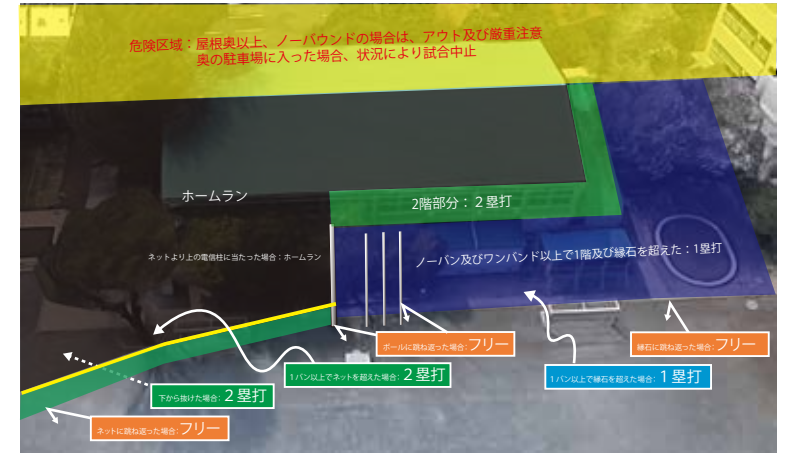 危険区域：屋根奥以上、ノーバウンドの場合は、アウト及び厳重注意
奥の駐車場に入った場合、状況により試合中止
ホームラン
2階部分：２塁打
ネットより上の電信柱に当たった場合：ホームラン
ノーバン及びワンバンド以上で1階及び縁石を超えた：1塁打
ポールに跳ね返った場合：フリー
縁石に跳ね返った場合：フリー
１バン以上でネットを超えた場合：２塁打
１バン以上で縁石を超えた場合：１塁打
下から抜けた場合：２塁打
ネットに跳ね返った場合：フリー